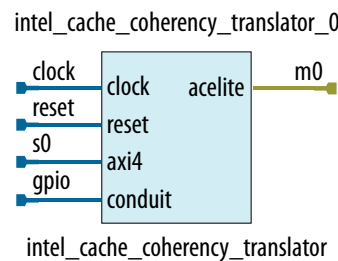 intel_cache_coherency_translator_0
clock
clock
acelite
m0
reset
reset
s0
axi4
gpio
conduit
intel_cache_coherency_translator